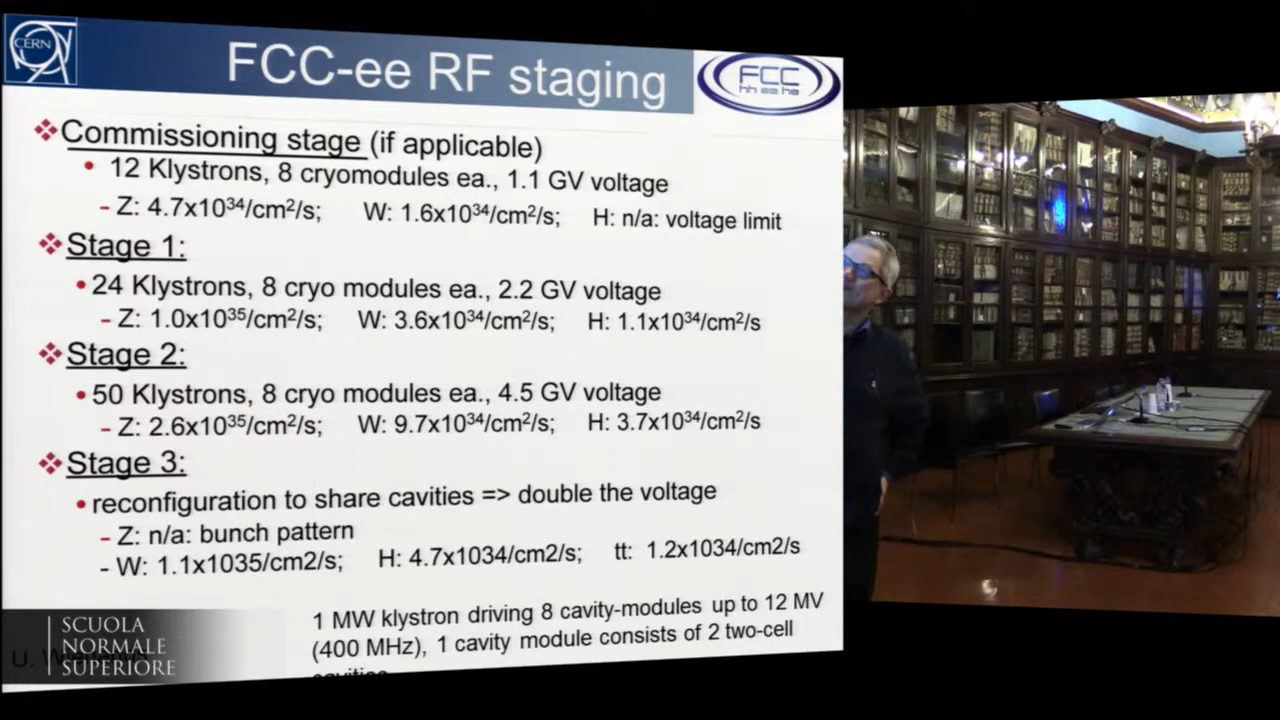 CERN
FCC-ee RF staging
FCC
hh ee he
Commissioning stage (if applicable)
• 12 Klystrons, 8 cryomodules ea., 1.1 GV voltage
- Z: 4.7x10³⁴/cm²/s; W: 1.6x10³⁴/cm²/s; H: n/a: voltage limit
Stage 1:
• 24 Klystrons, 8 cryo modules ea., 2.2 GV voltage
- Z: 1.0x10³⁵/cm²/s; W: 3.6x10³⁴/cm²/s; H: 1.1x10³⁴/cm²/s
Stage 2:
• 50 Klystrons, 8 cryo modules ea., 4.5 GV voltage
- Z: 2.6x10³⁵/cm²/s; W: 9.7x10³⁴/cm²/s; H: 3.7x10³⁴/cm²/s
Stage 3:
• reconfiguration to share cavities => double the voltage
- Z: n/a: bunch pattern
- W: 1.1x1035/cm2/s; H: 4.7x1034/cm2/s; tt: 1.2x1034/cm2/s
1 MW klystron driving 8 cavity-modules up to 12 MV
(400 MHz), 1 cavity module consists of 2 two-cell
cavities
SCUOLA
NORMALE
SUPERIORE